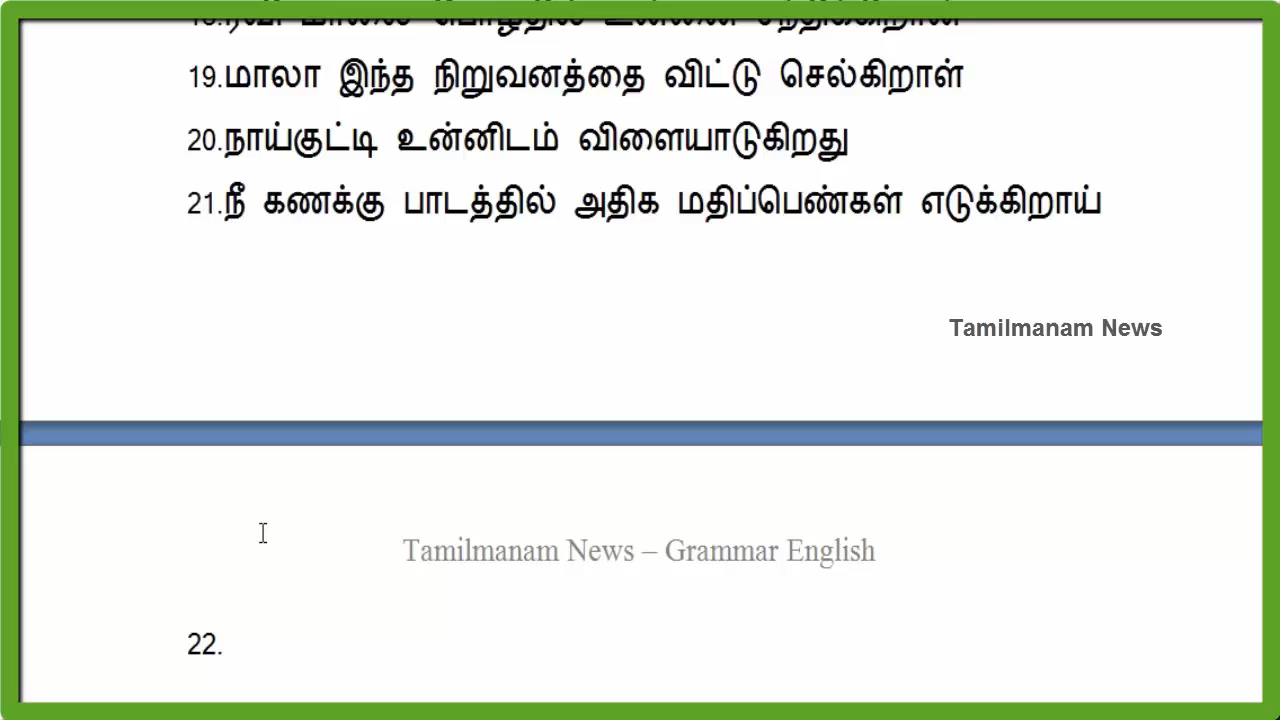 19.மாலா இந்த நிறுவனத்தை விட்டு செல்கிறாள்
20.நாய்குட்டி உன்னிடம் விளையாடுகிறது
21.நீ கணக்கு பாடத்தில் அதிக மதிப்பெண்கள் எடுக்கிறாய்
Tamilmanam News
Tamilmanam News – Grammar English
22.